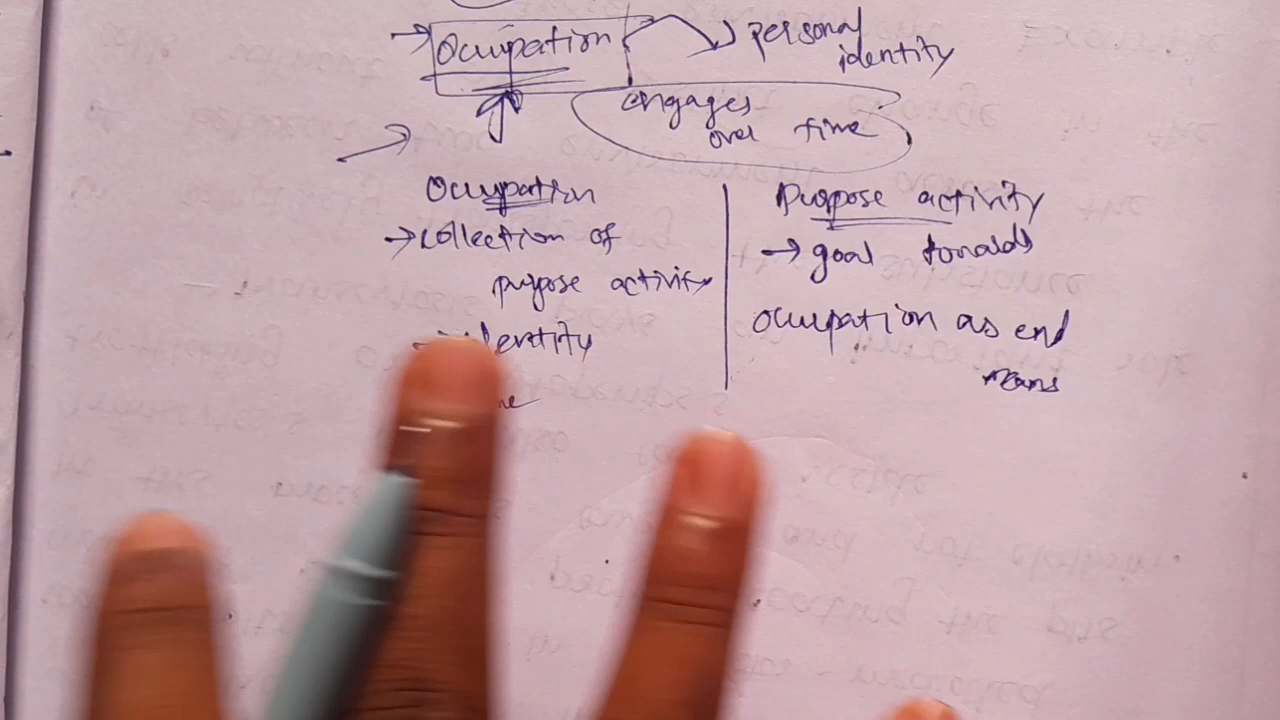 → Occupation → personal
identity
engages
over time
Occupation
→ collection of
purpose activity
identity
Purpose activity
→ goal towards
occupation as end
means